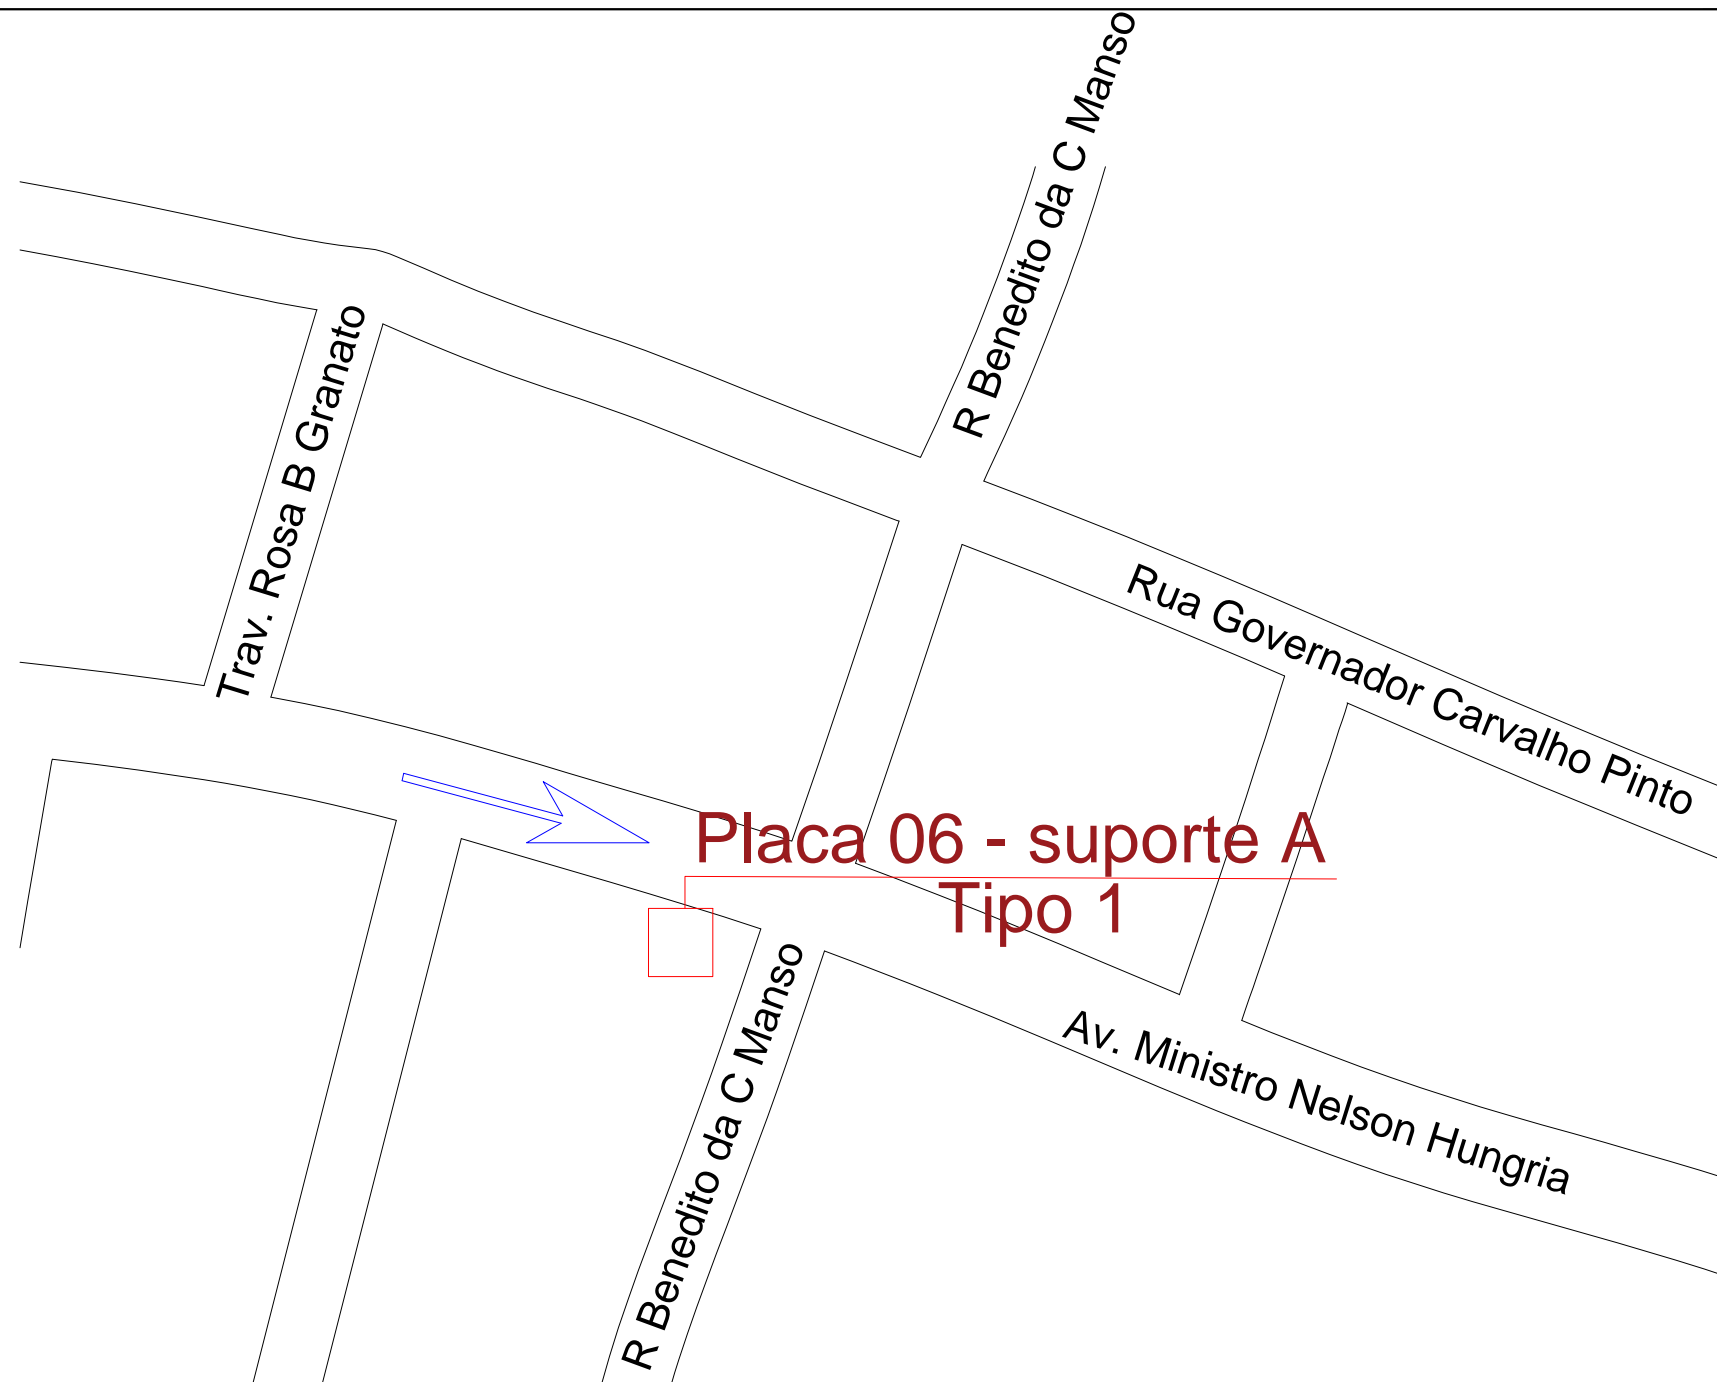 R Benedito da C Manso
Trav. Rosa B Granato
Rua Governador Carvalho Pinto
Placa 06 - suporte A
Tipo 1
R Benedito da C Manso
Av. Ministro Nelson Hungria